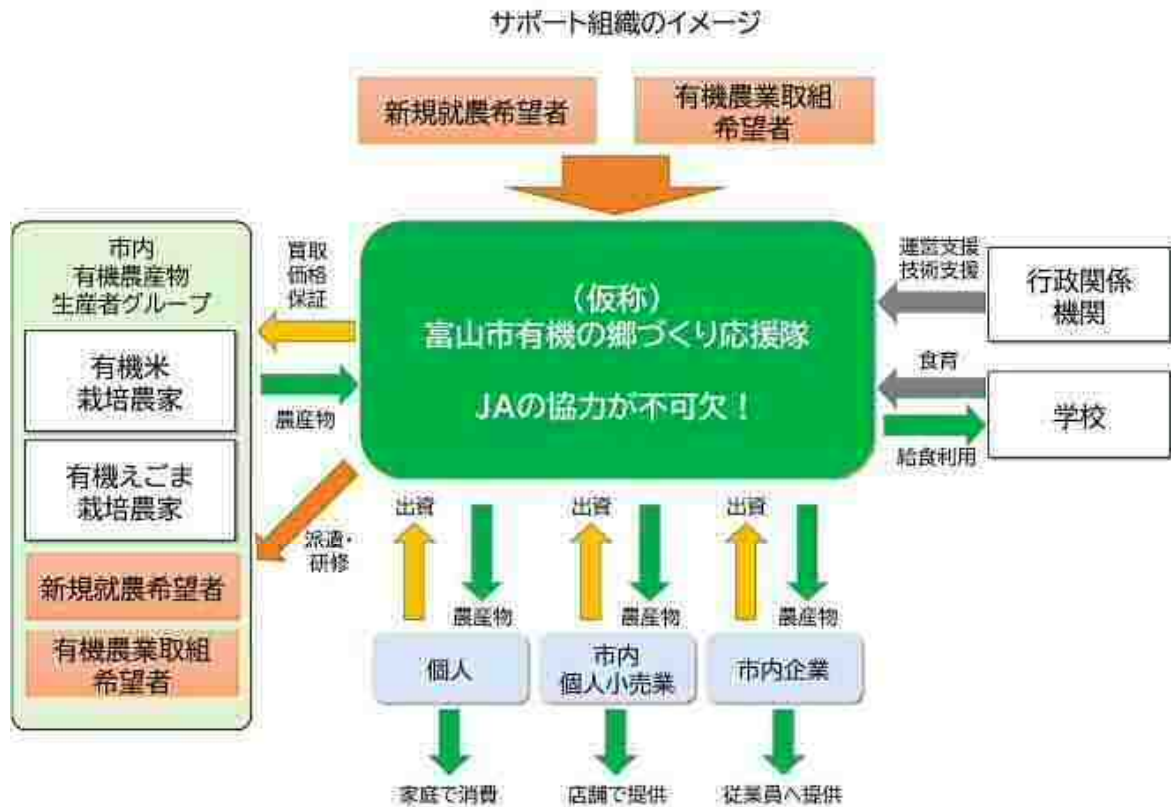 サポート組織のイメージ
新規就農希望者
有機農業取組
希望者
市内
有機農産物
生産者グループ
有機米
栽培農家
有機えごま
栽培農家
新規就農希望者
有機農業取組
希望者
買取
価格
保証
農産物
派遣・
研修
（仮称）
富山市有機の郷づくり応援隊
JAの協力が不可欠！
運営支援
技術支援
行政関係
機関
食育
学校
給食利用
出資
農産物
出資
農産物
出資
農産物
個人
市内
個人小売業
市内企業
家庭で消費
店舗で提供
従業員へ提供